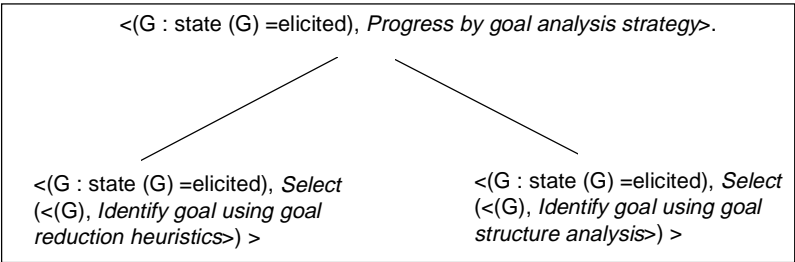 <(G : state (G) =elicited), Progress by goal analysis strategy>.
<(G : state (G) =elicited), Select
(<(G), Identify goal using goal
reduction heuristics>) >
<(G : state (G) =elicited), Select
(<(G), Identify goal using goal
structure analysis>) >